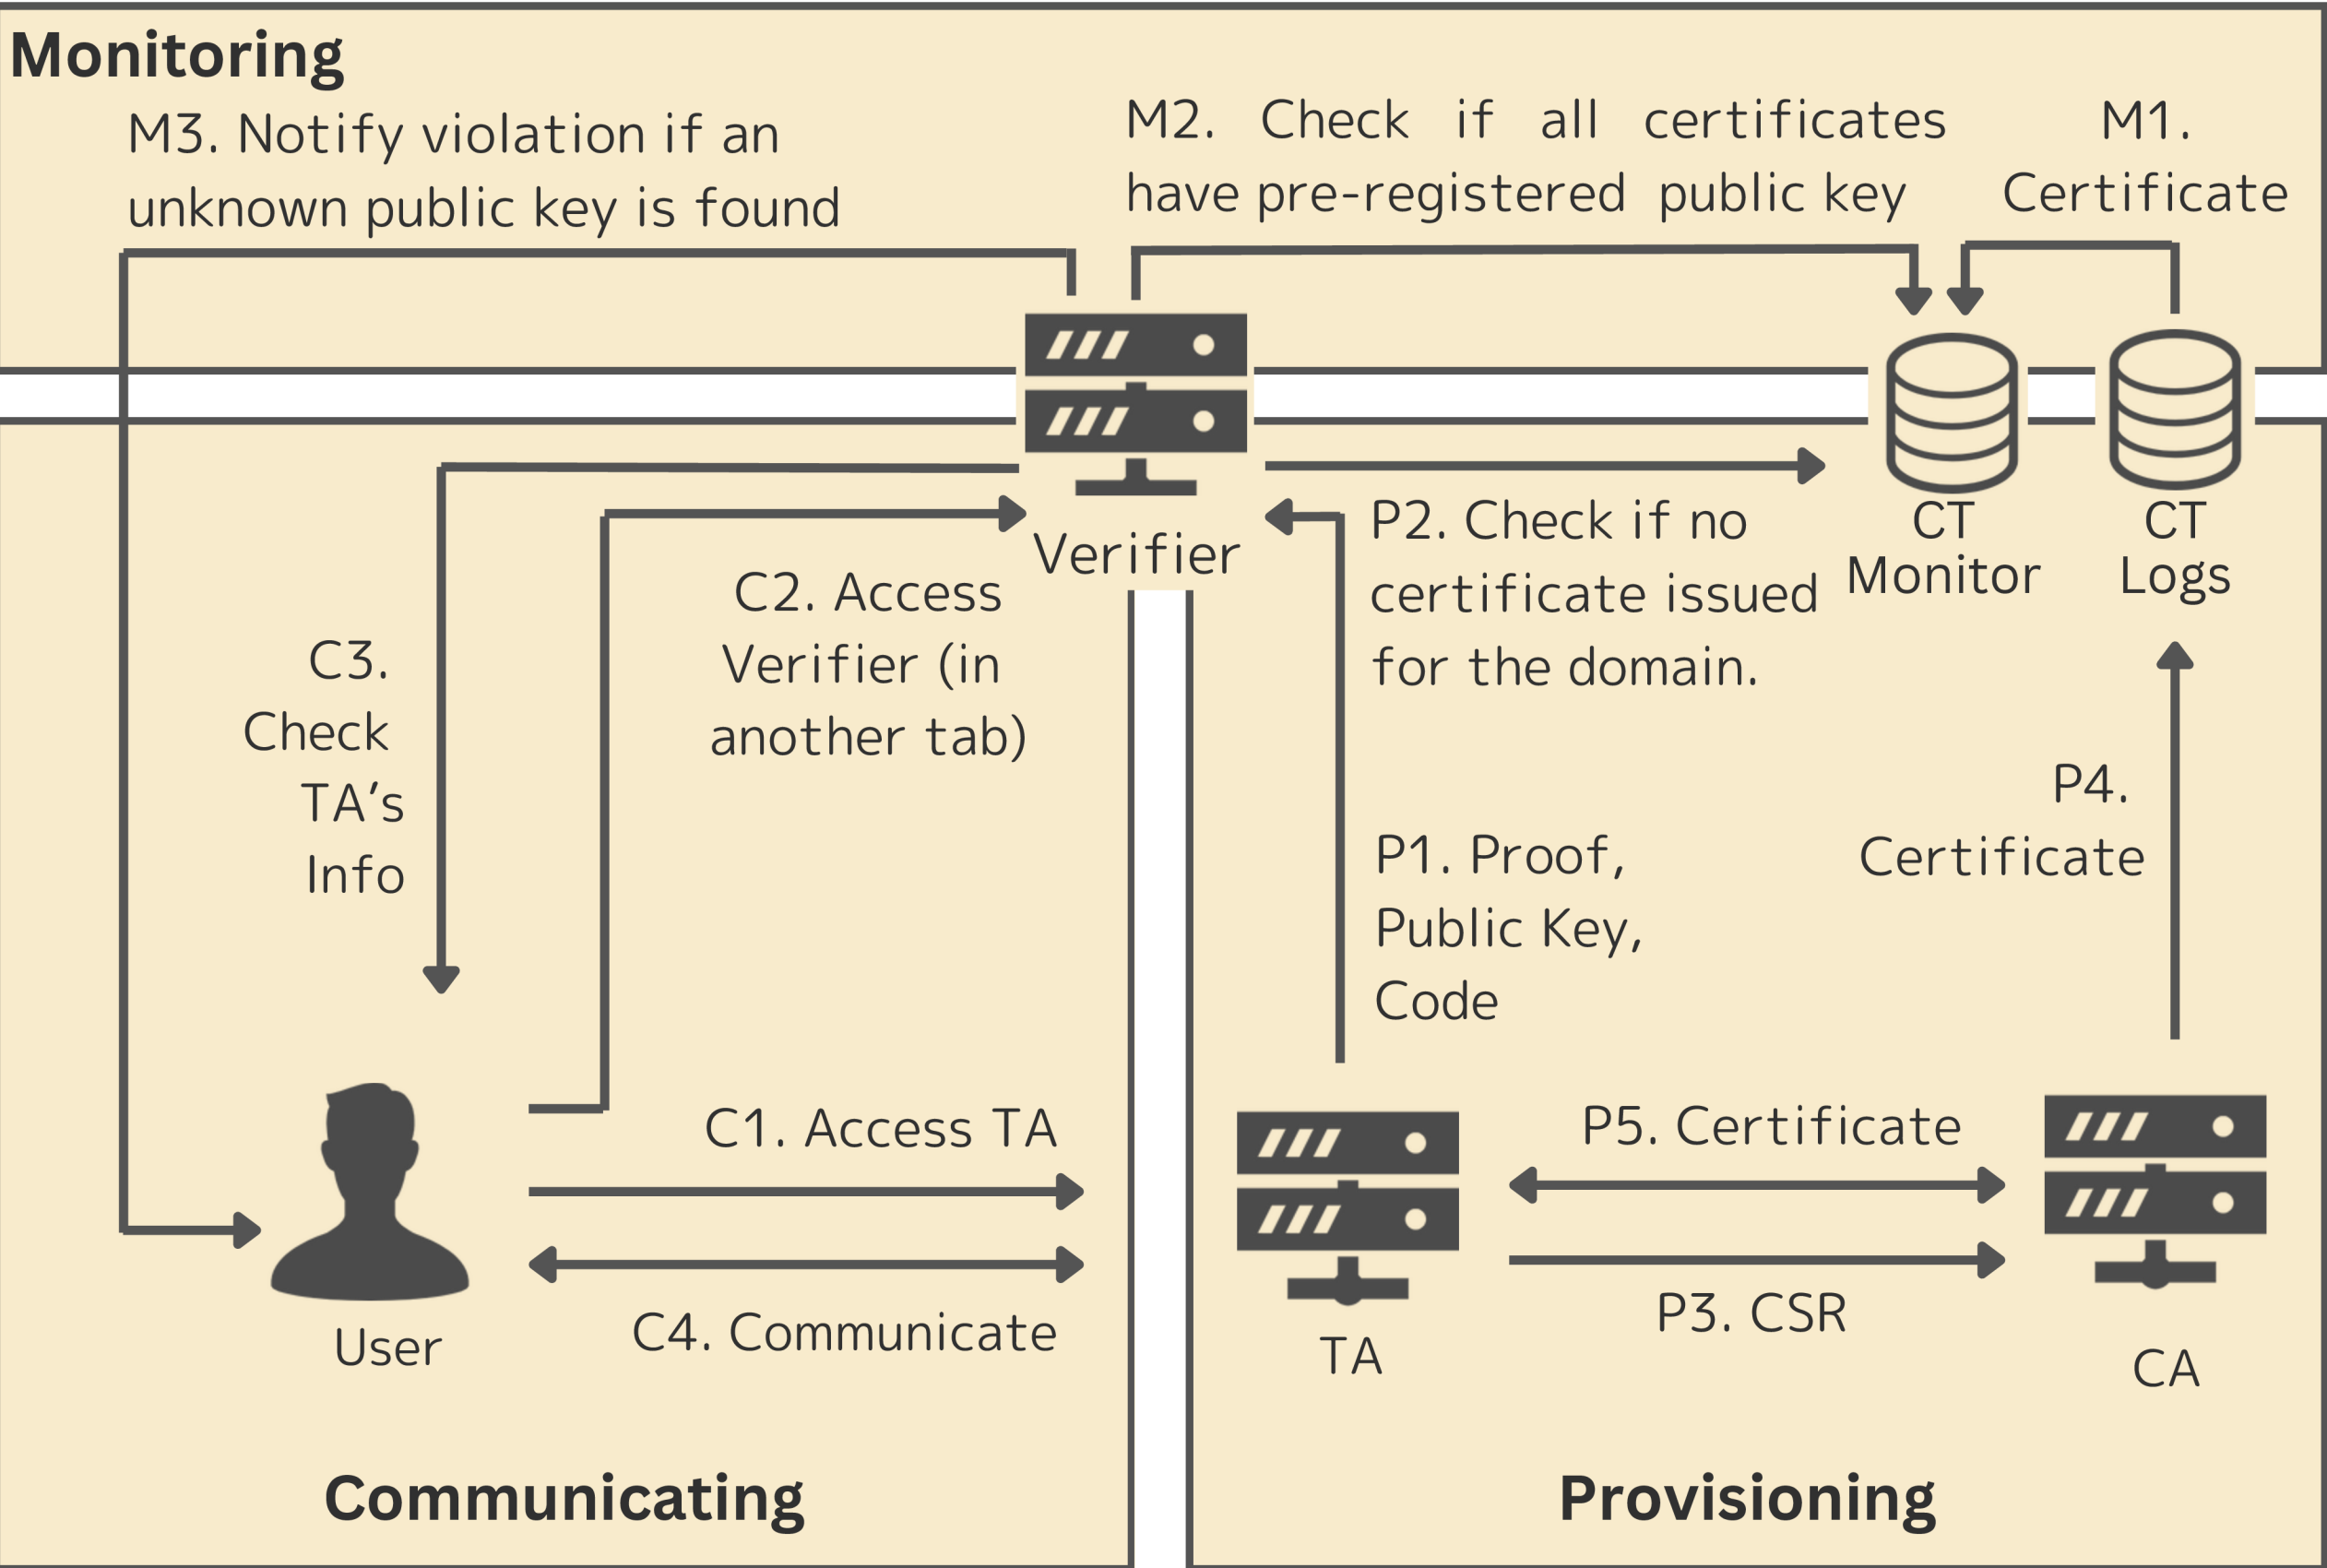 Monitoring
M3. Notify violation if an
unknown public key is found
M2. Check if all certificates
have pre-registered public key
M1.
Certificate
Verifier
CT
Monitor
CT
Logs
C3.
Check
TA's
Info
C2. Access
Verifier (in
another tab)
C1. Access TA
C4. Communicate
User
Communicating
P2. Check if no
certificate issued
for the domain.
P1. Proof,
Public Key,
Code
P4.
Certificate
P5. Certificate
P3. CSR
TA
CA
Provisioning